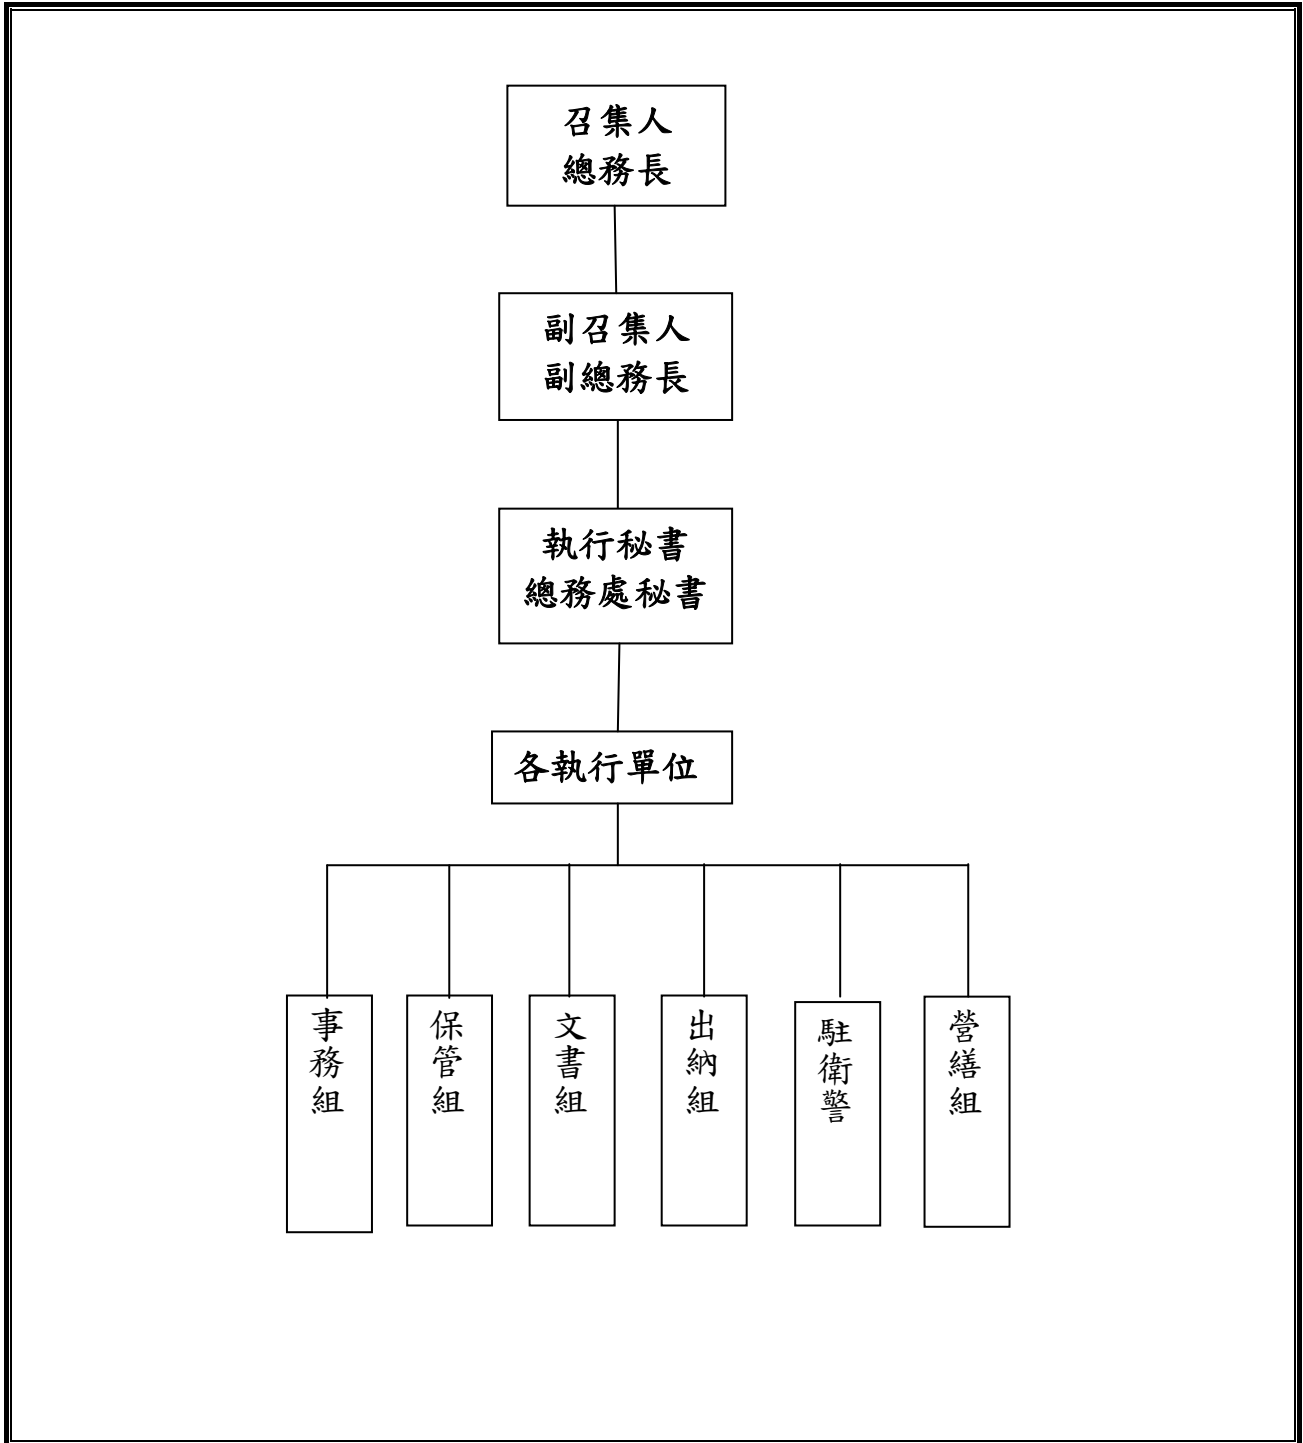 召集人
總務長
副召集人
副總務長
執行秘書
總務處秘書
各執行單位
事務組
保管組
文書組
出納組
駐衛警
營繕組